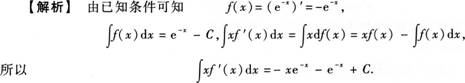 【解析】 由已知条件可知 f(x)=(e⁻ˣ)′=-e⁻ˣ,
∫f(x)dx=e⁻ˣ-C,∫xf′(x)dx=∫xdf(x)=xf(x)-∫f(x)dx,
所以 ∫xf′(x)dx=-xe⁻ˣ-e⁻ˣ+C.